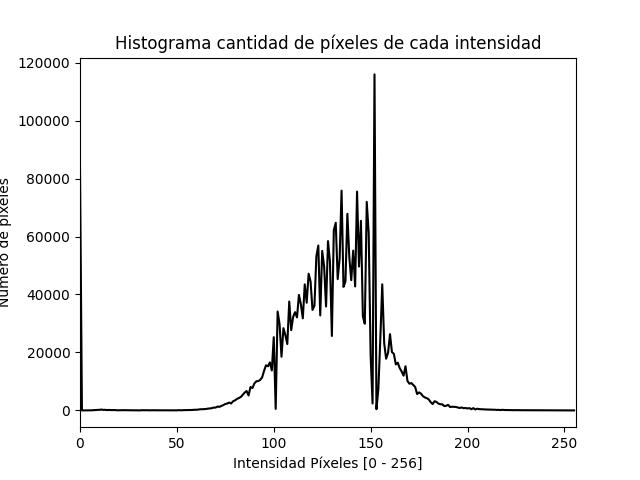 Histograma cantidad de píxeles de cada intensidad
120000
100000
80000
60000
40000
20000
0
Número de píxeles
0 50 100 150 200 250
Intensidad Píxeles [0 - 256]